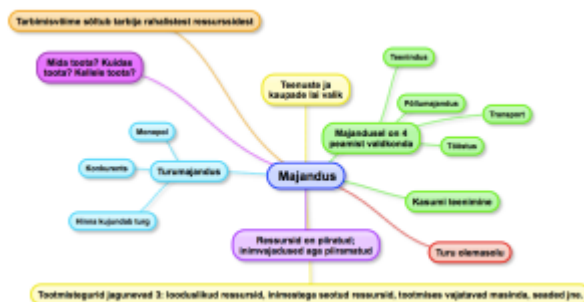 Tarbimisvõime sõltub tarbija rahalistest ressurssidest
Mida toota? Kuidas
toota? Kellele toota?
Teenuste ja
kaupade lai valik
Teenindus
Põllumajandus
Transport
Majandusel on 4
peamist valdkonda
Tööstus
Monopol
Konkurents
Turumajandus
Hinna kujundab turg
Majandus
Kasumi teenimine
Ressursid on piiratud;
inimvajadused aga piiramatud
Turu olemasolu
Tootmistegurid jagunevad 3: looduslikud ressursid, inimestega seotud ressursid, tootmises vajatavad masinad, seaded jne.